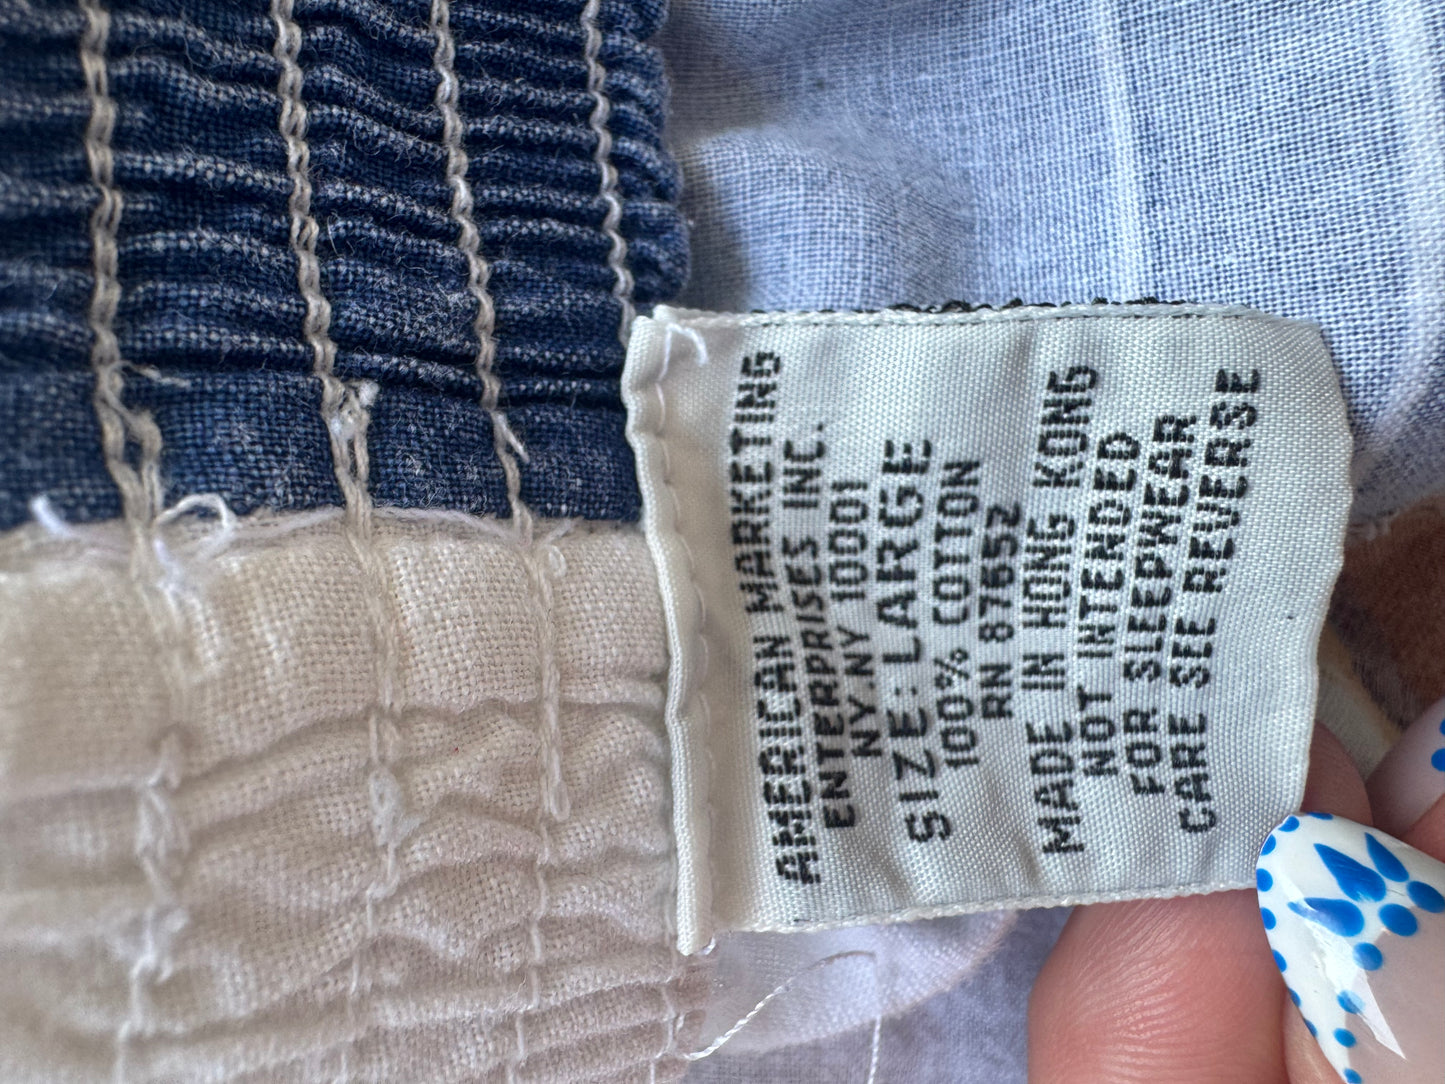 AMERICAN MARKETING
ENTERPRISES INC.
NY.NY 10001
SIZE: LARGE
100% COTTON
RN 87652
MADE IN HONG KONG
NOT INTENDED
FOR SLEEPWEAR
CARE SEE REVERSE